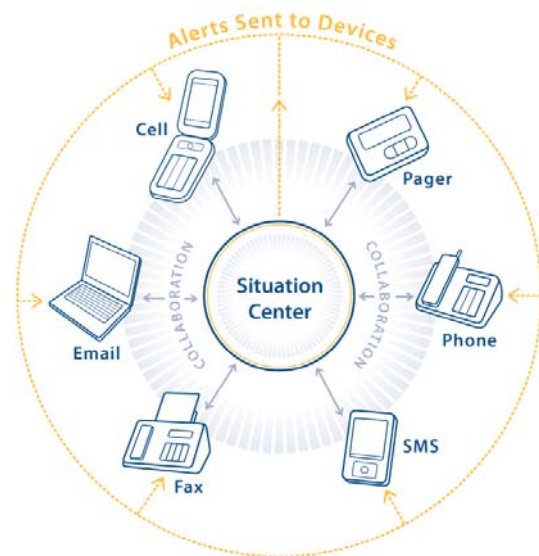 Alerts Sent to Devices
Cell
Pager
COLLABORATION
COLLABORATION
Situation
Center
Email
Phone
Fax
SMS